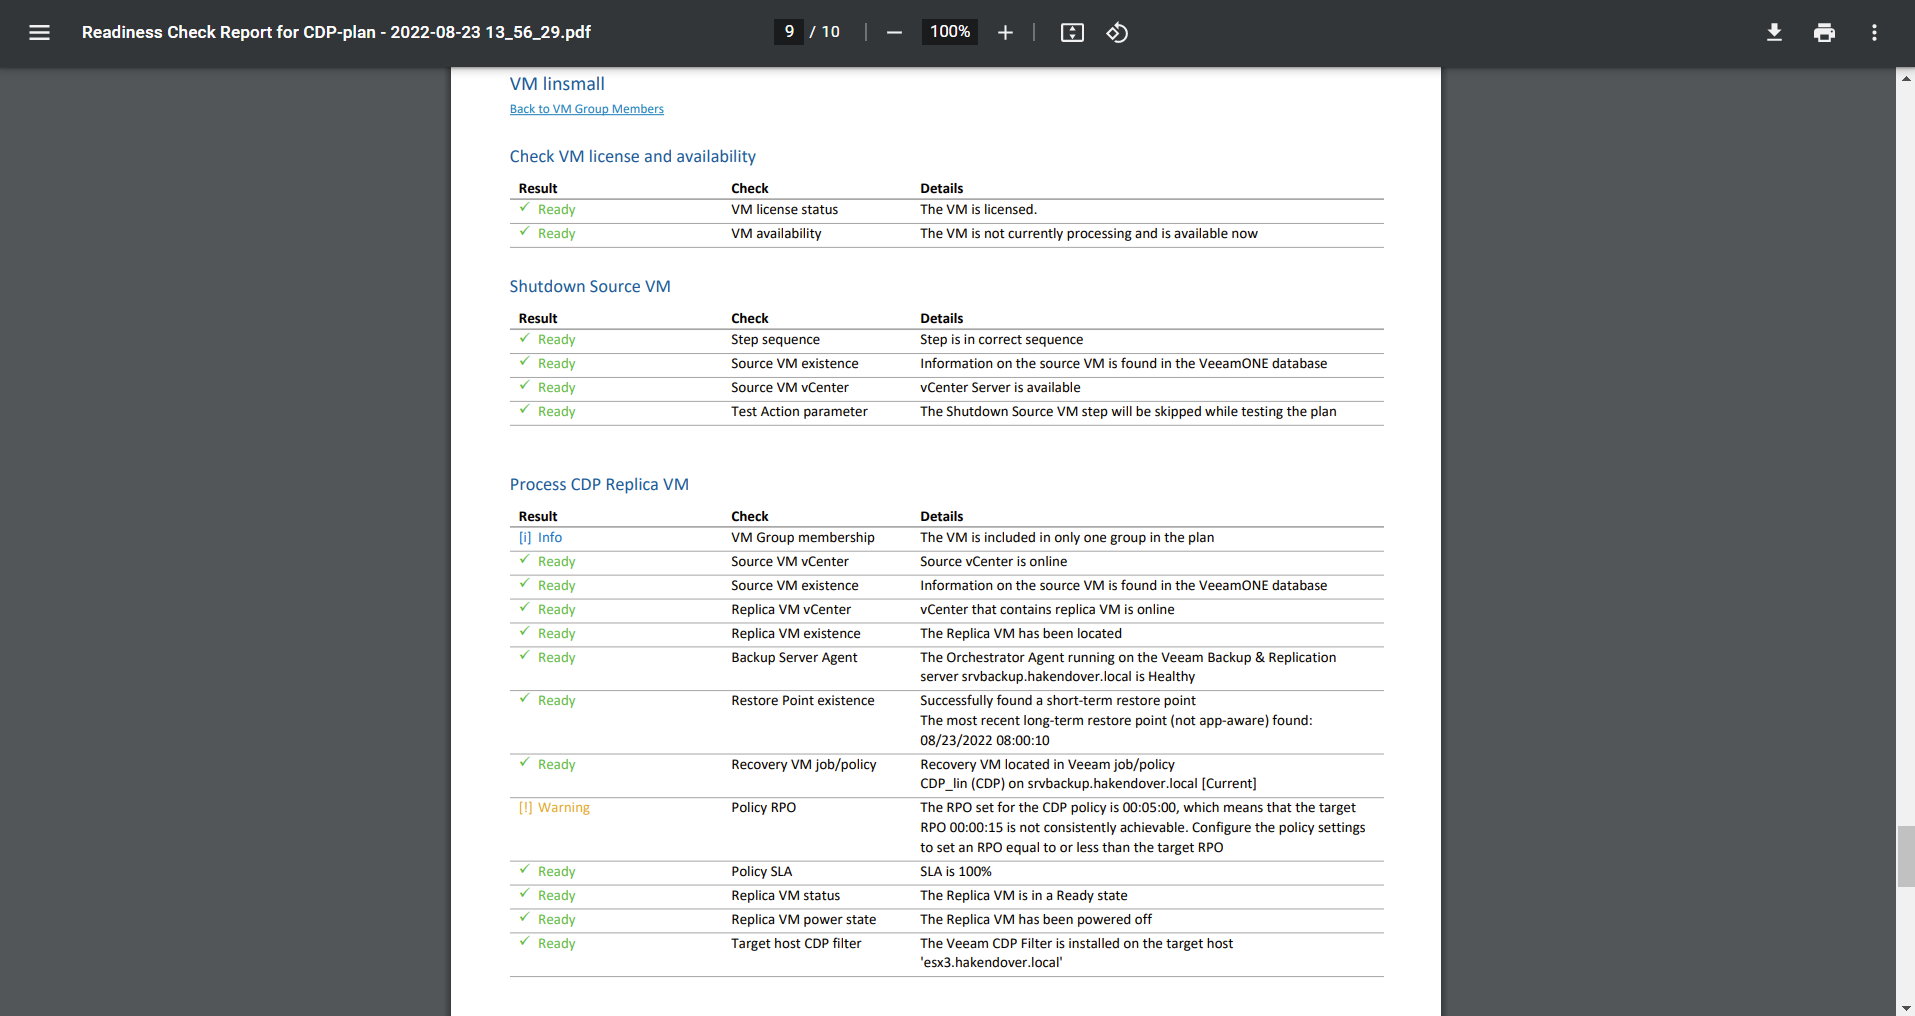 Readiness Check Report for CDP-plan - 2022-08-23 13_56_29.pdf 9 / 10 100%
VM linsmall
Back to VM Group Members
Check VM license and availability
Result Check Details
Ready VM license status The VM is licensed.
Ready VM availability The VM is not currently processing and is available now
Shutdown Source VM
Result Check Details
Ready Step sequence Step is in correct sequence
Ready Source VM existence Information on the source VM is found in the VeeamONE database
Ready Source VM vCenter vCenter Server is available
Ready Test Action parameter The Shutdown Source VM step will be skipped while testing the plan
Process CDP Replica VM
Result Check Details
[i] Info VM Group membership The VM is included in only one group in the plan
Ready Source VM vCenter Source vCenter is online
Ready Source VM existence Information on the source VM is found in the VeeamONE database
Ready Replica VM vCenter vCenter that contains replica VM is online
Ready Replica VM existence The Replica VM has been located
Ready Backup Server Agent The Orchestrator Agent running on the Veeam Backup & Replication
server srvbackup.hakendover.local is Healthy
Ready Restore Point existence Successfully found a short-term restore point
The most recent long-term restore point (not app-aware) found:
08/23/2022 08:00:10
Ready Recovery VM job/policy Recovery VM located in Veeam job/policy
CDP_lin (CDP) on srvbackup.hakendover.local [Current]
[!] Warning Policy RPO The RPO set for the CDP policy is 00:05:00, which means that the target
RPO 00:00:15 is not consistently achievable. Configure the policy settings
to set an RPO equal to or less than the target RPO
Ready Policy SLA SLA is 100%
Ready Replica VM status The Replica VM is in a Ready state
Ready Replica VM power state The Replica VM has been powered off
Ready Target host CDP filter The Veeam CDP Filter is installed on the target host
'esx3.hakendover.local'